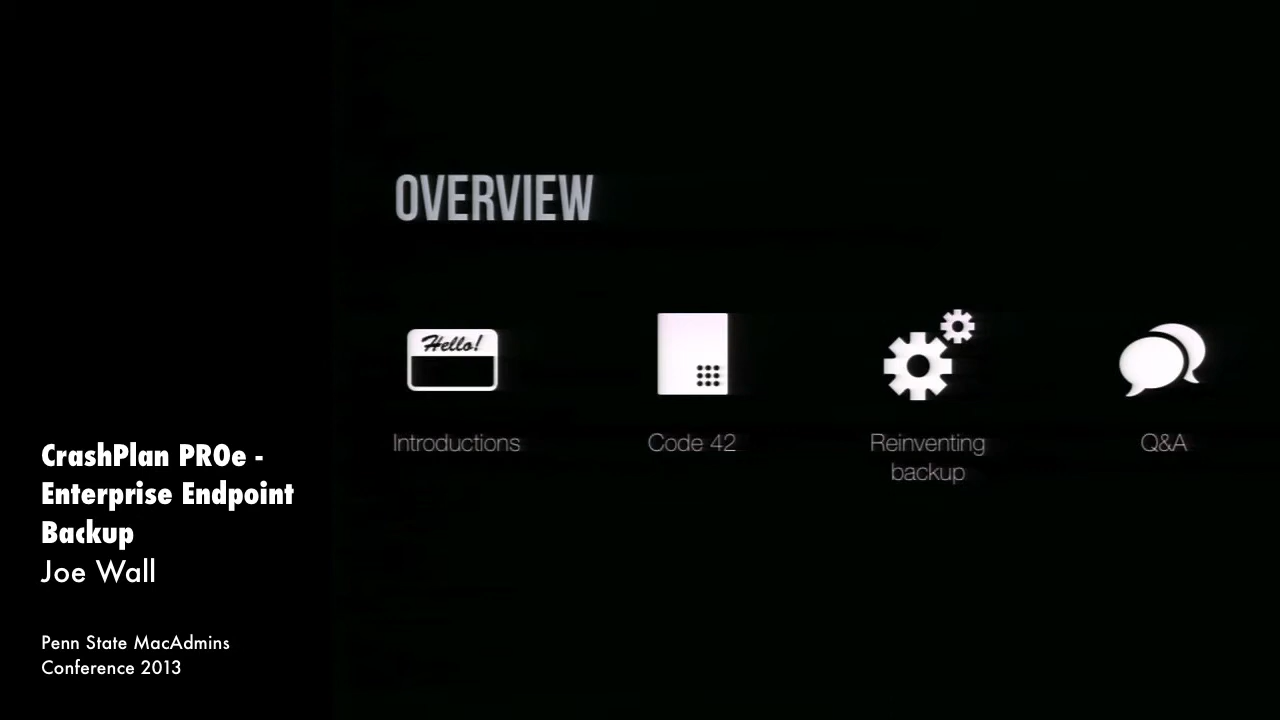 OVERVIEW
Hello!
Introductions
Code 42
Reinventing
backup
Q&A
CrashPlan PROe -
Enterprise Endpoint
Backup
Joe Wall
Penn State MacAdmins
Conference 2013